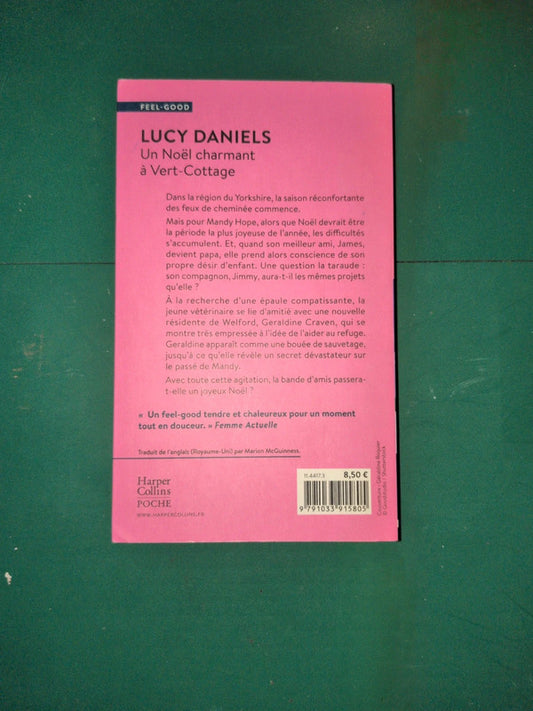 FEEL-GOOD
LUCY DANIELS
Un Noël charmant
à Vert-Cottage
Dans la région du Yorkshire, la saison réconfortante
des feux de cheminée commence.
Mais pour Mandy Hope, alors que Noël devrait être
la période la plus joyeuse de l'année, les difficultés
s'accumulent. Et, quand son meilleur ami, James,
devient papa, elle prend alors conscience de son
propre désir d'enfant. Une question la taraude :
son compagnon, Jimmy, aura-t-il les mêmes projets
qu'elle ?
À la recherche d'une épaule compatissante, la
jeune vétérinaire se lie d'amitié avec une nouvelle
résidente de Welford, Geraldine Craven, qui se
montre très empressée à l'idée de l'aider au refuge.
Geraldine apparaît comme une bouée de sauvetage,
jusqu'à ce qu'elle révèle un secret dévastateur sur
le passé de Mandy.
Avec toute cette agitation, la bande d'amis passera-
t-elle un joyeux Noël ?
« Un feel-good tendre et chaleureux pour un moment
tout en douceur. » Femme Actuelle
Traduit de l'anglais (Royaume-Uni) par Marion McGuinness.
Harper
Collins
POCHE
WWW.HARPERCOLLINS.FR
11.4417.3
8,50 €
9 791033 915805
Couverture : Géraldine Roquier
© Goodstudio / Shutterstock